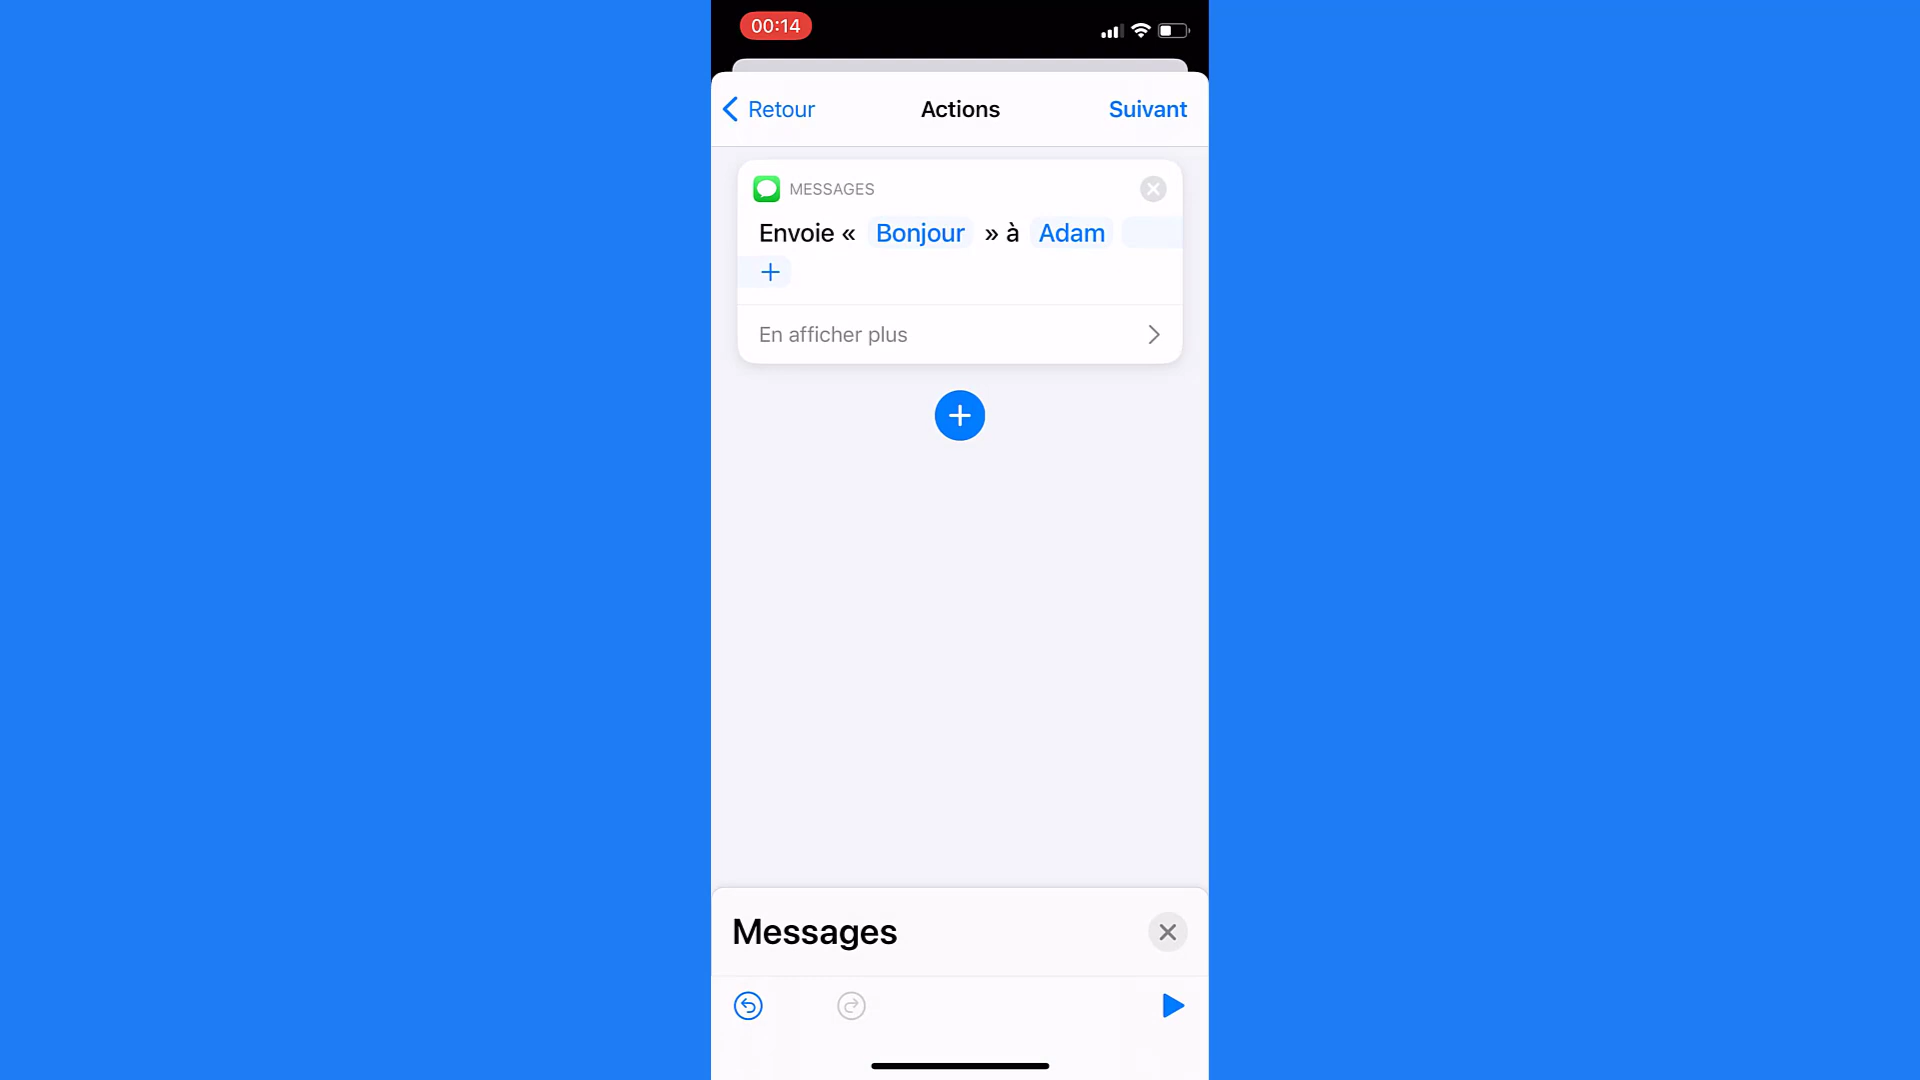 00:14
Retour Actions Suivant
MESSAGES
Envoie « Bonjour » à Adam
En afficher plus
Messages